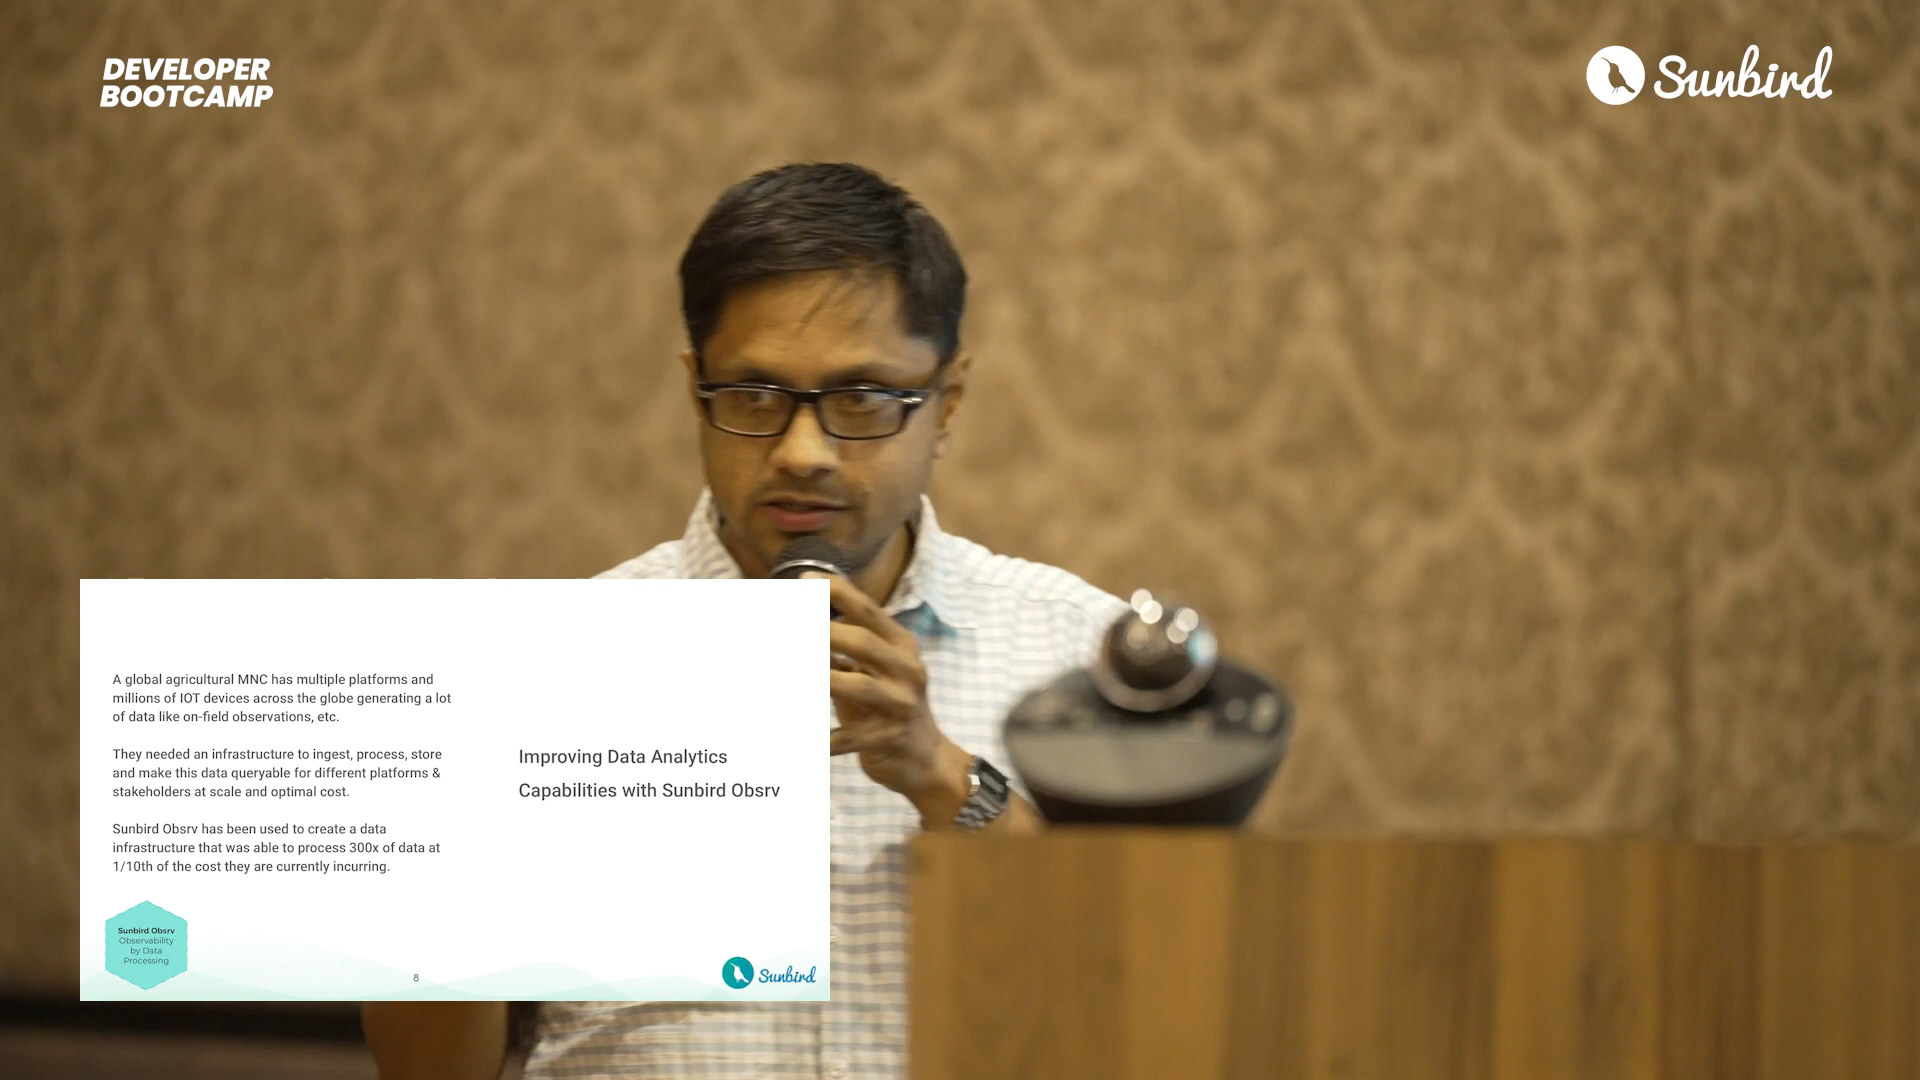 DEVELOPER
BOOTCAMP
Sunbird
A global agricultural MNC has multiple platforms and
millions of IOT devices across the globe generating a lot
of data like on-field observations, etc.
They needed an infrastructure to ingest, process, store
and make this data queryable for different platforms &
stakeholders at scale and optimal cost.
Sunbird Obsrv has been used to create a data
infrastructure that was able to process 300x of data at
1/10th of the cost they are currently incurring.
Improving Data Analytics
Capabilities with Sunbird Obsrv
Sunbird Obsrv
Observability
by Data
Processing
8
Sunbird